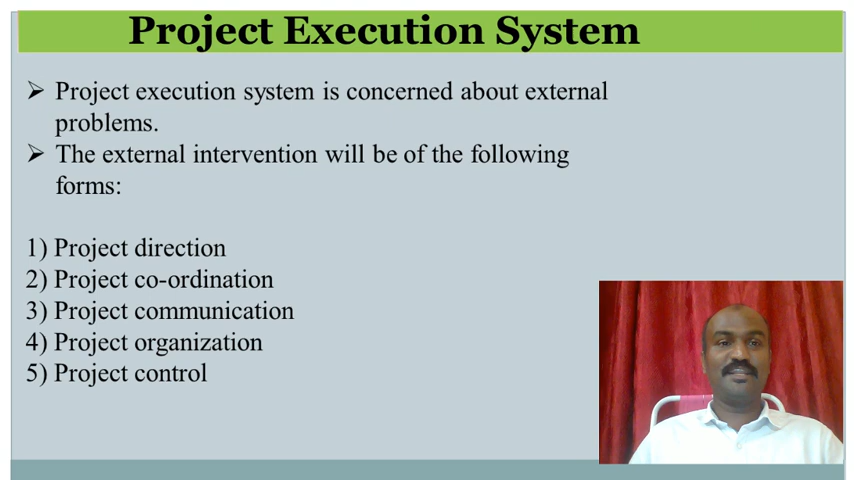 Project Execution System
➢ Project execution system is concerned about external
problems.
➢ The external intervention will be of the following
forms:
1) Project direction
2) Project co-ordination
3) Project communication
4) Project organization
5) Project control